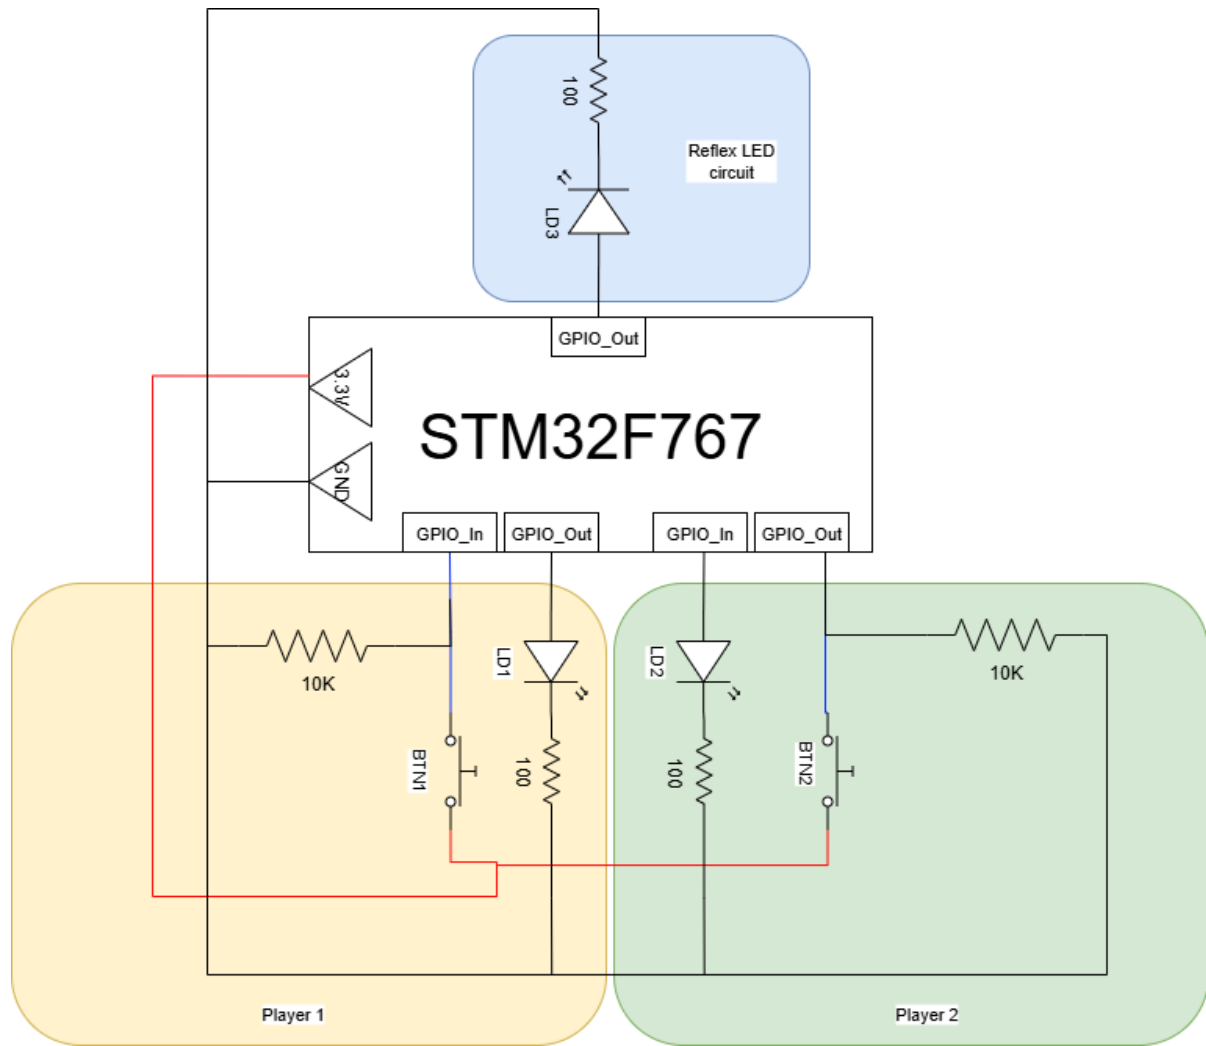 100
Reflex LED
circuit
LD3
GPIO_Out
3.3V
STM32F767
GND
GPIO_In
GPIO_Out
GPIO_In
GPIO_Out
10K
LD1
LD2
10K
BTN1
100
100
BTN2
Player 1
Player 2